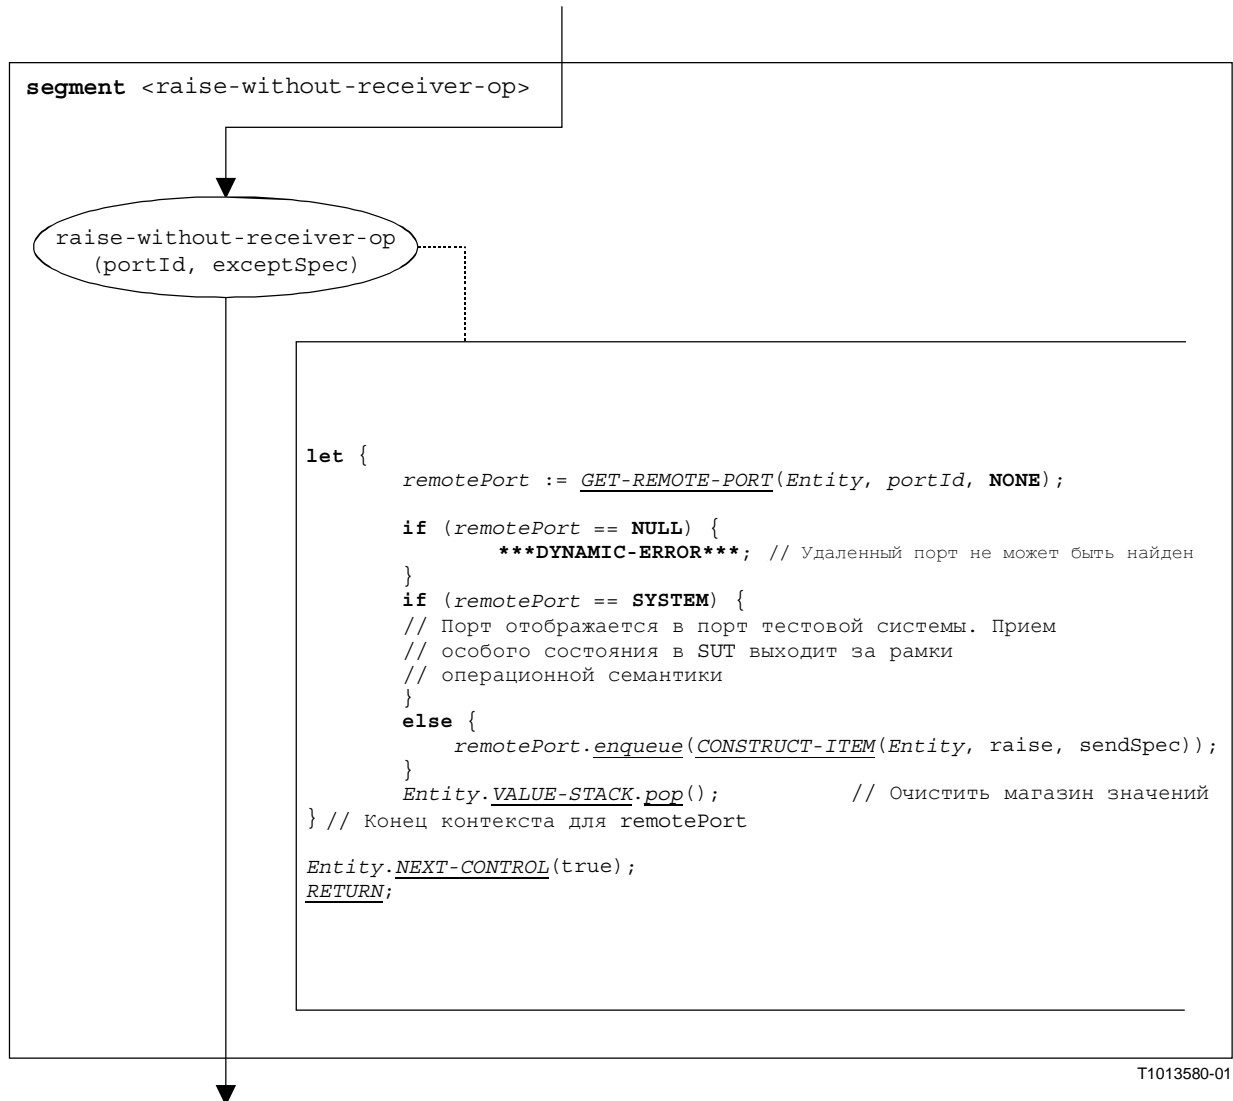 segment <raise-without-receiver-op>
raise-without-receiver-op
(portId, exceptSpec)
let {
remotePort := GET-REMOTE-PORT(Entity, portId, NONE);
if (remotePort == NULL) {
***DYNAMIC-ERROR***; // Удаленный порт не может быть найден
}
if (remotePort == SYSTEM) {
// Порт отображается в порт тестовой системы. Прием
// особого состояния в SUT выходит за рамки
// операционной семантики
}
else {
remotePort.enqueue(CONSTRUCT-ITEM(Entity, raise, sendSpec));
}
Entity.VALUE-STACK.pop(); // Очистить магазин значений
} // Конец контекста для remotePort
Entity.NEXT-CONTROL(true);
RETURN;
T1013580-01